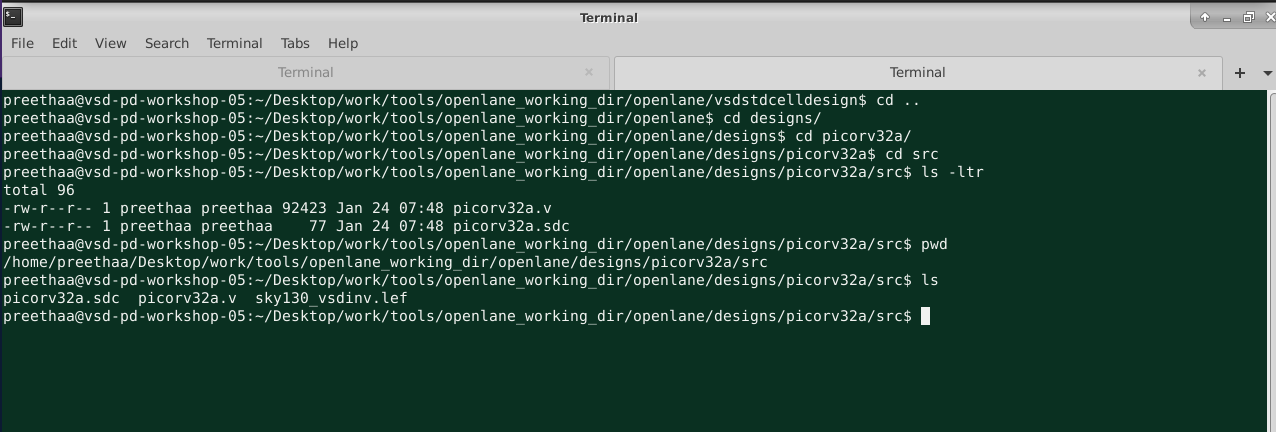 Terminal
File Edit View Search Terminal Tabs Help
Terminal
Terminal
preethaa@vsd-pd-workshop-05:~/Desktop/work/tools/openlane_working_dir/openlane/vsdstdcelldesign$ cd ..
preethaa@vsd-pd-workshop-05:~/Desktop/work/tools/openlane_working_dir/openlane$ cd designs/
preethaa@vsd-pd-workshop-05:~/Desktop/work/tools/openlane_working_dir/openlane/designs$ cd picorv32a/
preethaa@vsd-pd-workshop-05:~/Desktop/work/tools/openlane_working_dir/openlane/designs/picorv32a$ cd src
preethaa@vsd-pd-workshop-05:~/Desktop/work/tools/openlane_working_dir/openlane/designs/picorv32a/src$ ls -ltr
total 96
-rw-r--r-- 1 preethaa preethaa 92423 Jan 24 07:48 picorv32a.v
-rw-r--r-- 1 preethaa preethaa    77 Jan 24 07:48 picorv32a.sdc
preethaa@vsd-pd-workshop-05:~/Desktop/work/tools/openlane_working_dir/openlane/designs/picorv32a/src$ pwd
/home/preethaa/Desktop/work/tools/openlane_working_dir/openlane/designs/picorv32a/src
preethaa@vsd-pd-workshop-05:~/Desktop/work/tools/openlane_working_dir/openlane/designs/picorv32a/src$ ls
picorv32a.sdc  picorv32a.v  sky130_vsdinv.lef
preethaa@vsd-pd-workshop-05:~/Desktop/work/tools/openlane_working_dir/openlane/designs/picorv32a/src$